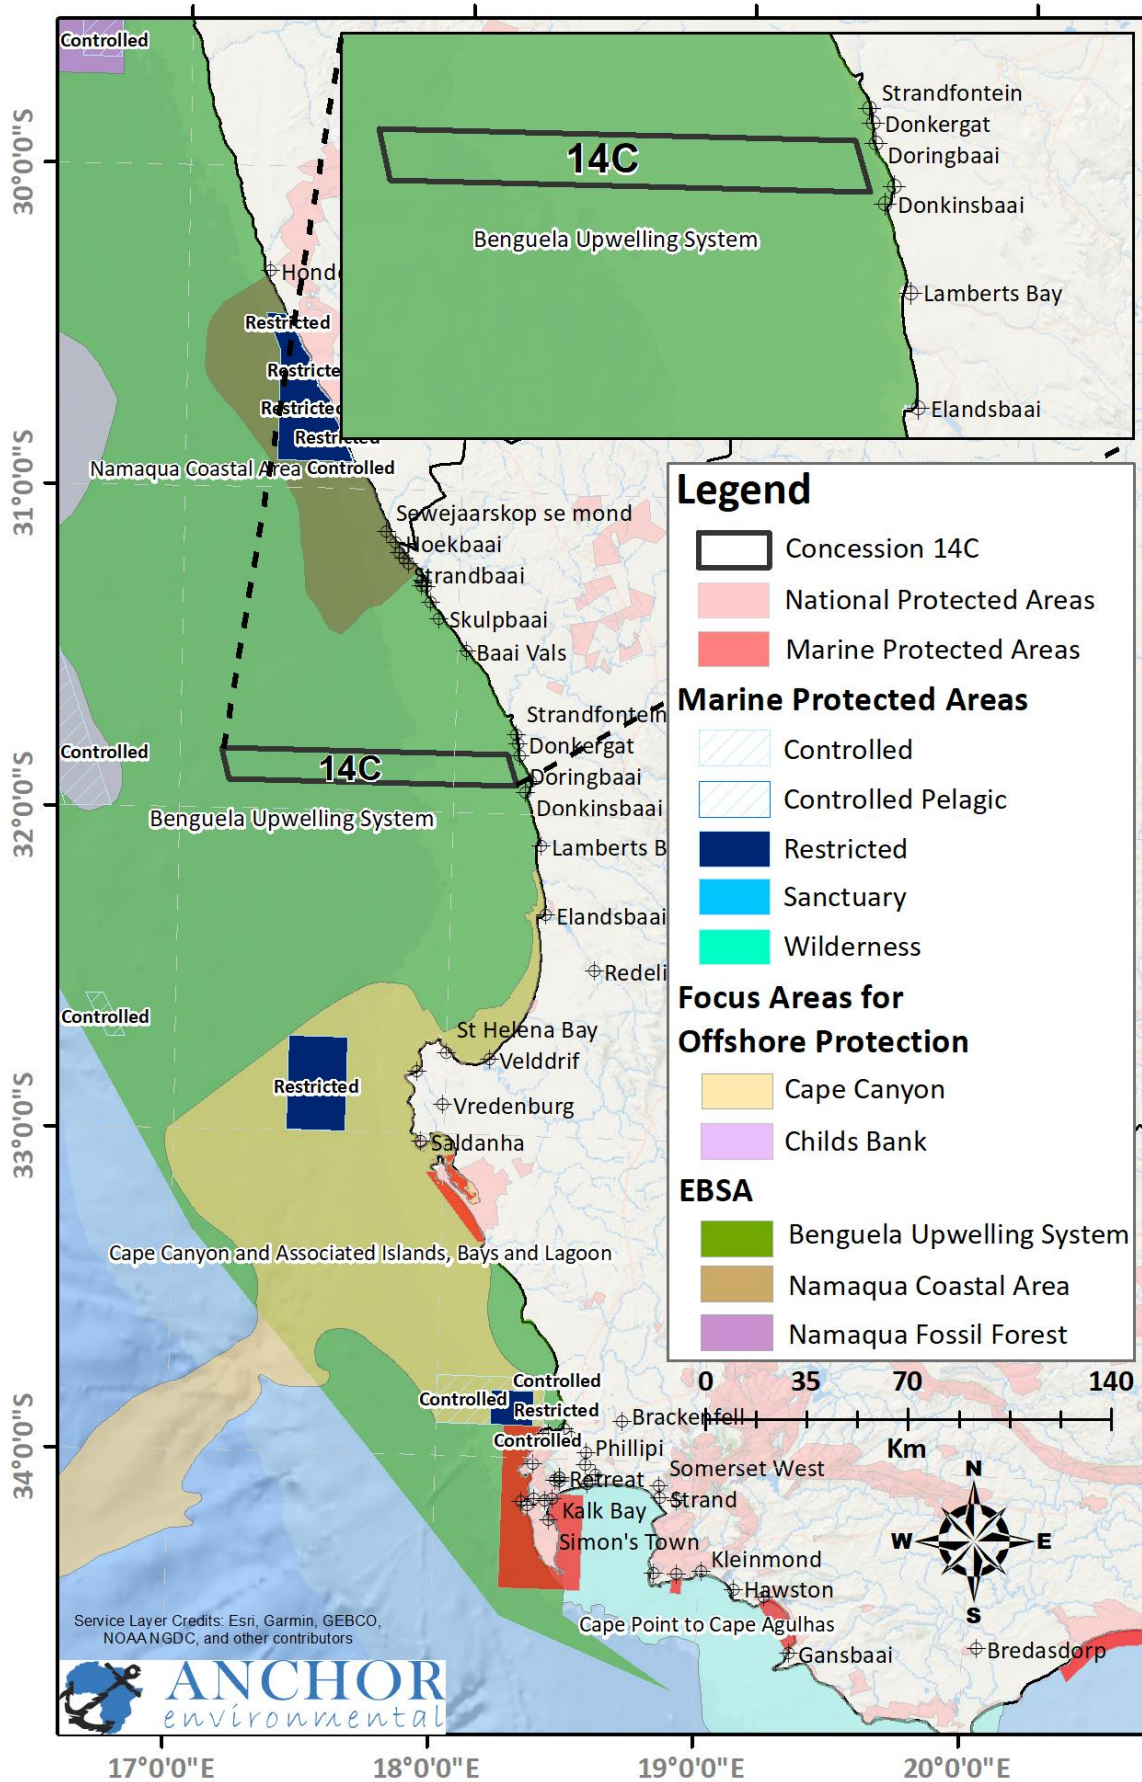 Controlled
Strandfontein
Donkergat
14C
Doringbaai
Donkinsbaai
Benguela Upwelling System
Lamberts Bay
Elandsbaai
30°0'0"S
Honde
Restricted
Restricte
Restricted
Restricted
Namaqua Coastal Area
Controlled
31°0'0"S
Sewejaarskop se mond
Hoekbaai
Strandbaai
Skulpbaai
Baai Vals
Strandfontein
Donkergat
Controlled
14C
Doringbaai
Donkinsbaai
32°0'0"S
Benguela Upwelling System
Lamberts B
Elandsbaai
Redeli
Controlled
St Helena Bay
Velddrif
Restricted
Vredenburg
33°0'0"S
Saldanha
Cape Canyon and Associated Islands, Bays and Lagoon
Legend
Concession 14C
National Protected Areas
Marine Protected Areas
Marine Protected Areas
Controlled
Controlled Pelagic
Restricted
Sanctuary
Wilderness
Focus Areas for
Offshore Protection
Cape Canyon
Childs Bank
EBSA
Benguela Upwelling System
Namaqua Coastal Area
Namaqua Fossil Forest
0 35 70 140
Km
Controlled
Controlled
Restricted
Controlled
Brackenfell
34°0'0"S
Phillipi
Retreat
Somerset West
Strand
Kalk Bay
Simon's Town
N
W E
S
Kleinmond
Hawston
Cape Point to Cape Agulhas
Gansbaai
Bredasdorp
Service Layer Credits: Esri, Garmin, GEBCO,
NOAA NGDC, and other contributors
ANCHOR
environmental
17°0'0"E 18°0'0"E 19°0'0"E 20°0'0"E